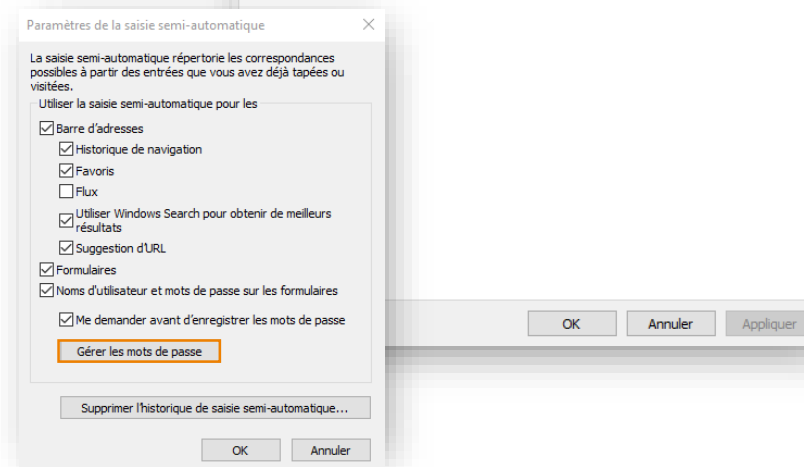 Paramètres de la saisie semi-automatique
La saisie semi-automatique répertorie les correspondances
possibles à partir des entrées que vous avez déjà tapées ou
visitées.
Utiliser la saisie semi-automatique pour les
Barre d'adresses
Historique de navigation
Favoris
Flux
Utiliser Windows Search pour obtenir de meilleurs
résultats
Suggestion d'URL
Formulaires
Noms d'utilisateur et mots de passe sur les formulaires
Me demander avant d'enregistrer les mots de passe
Gérer les mots de passe
Supprimer l'historique de saisie semi-automatique...
OK Annuler
OK Annuler Appliquer